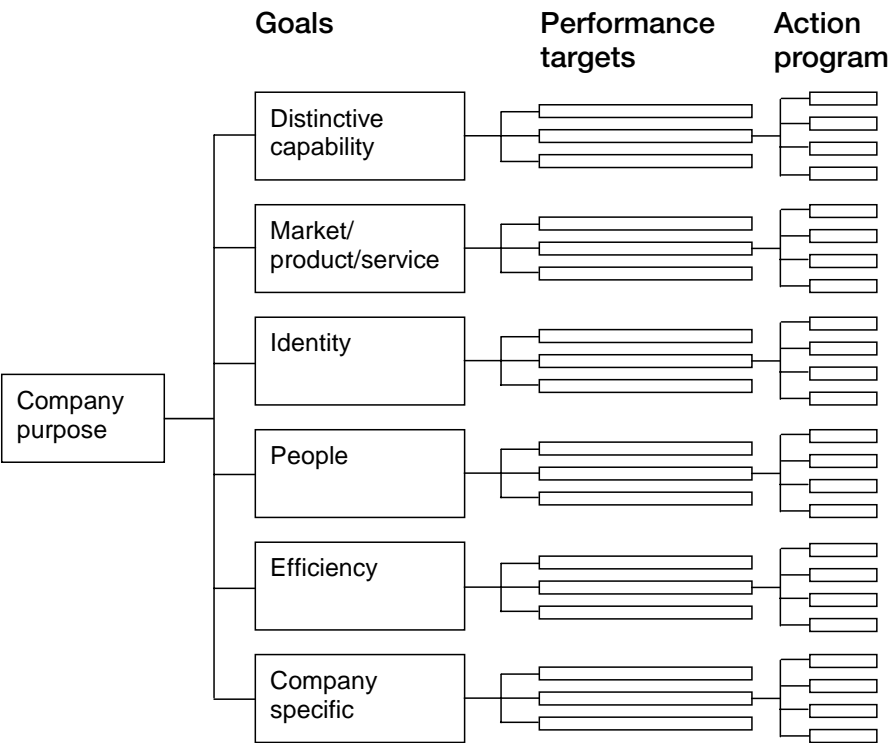 Goals
Performance
targets
Action
program
Distinctive
capability
Market/
product/service
Identity
Company
purpose
People
Efficiency
Company
specific